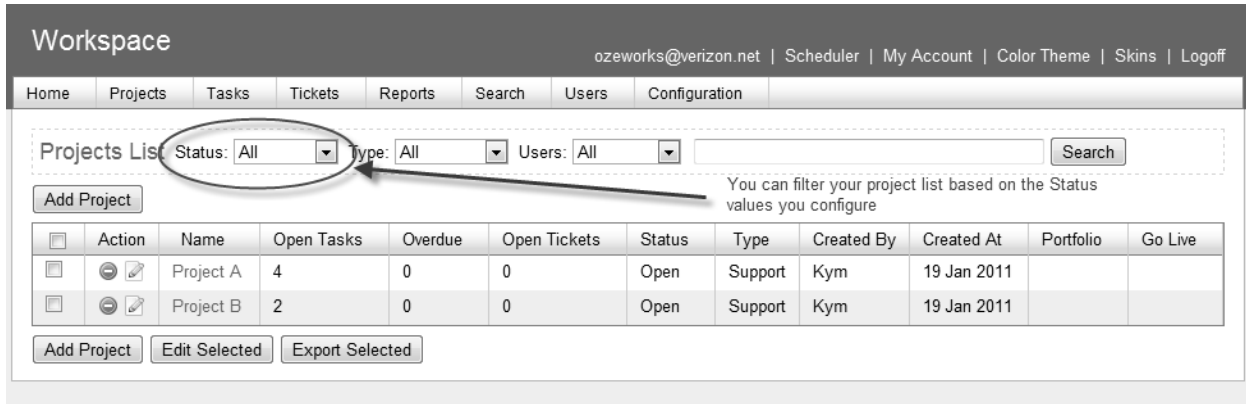 Workspace
ozeworks@verizon.net | Scheduler | My Account | Color Theme | Skins | Logoff
Home Projects Tasks Tickets Reports Search Users Configuration
Projects List Status: All Type: All Users: All Search
You can filter your project list based on the Status
values you configure
Add Project
Action Name Open Tasks Overdue Open Tickets Status Type Created By Created At Portfolio Go Live
Project A 4 0 0 Open Support Kym 19 Jan 2011
Project B 2 0 0 Open Support Kym 19 Jan 2011
Add Project Edit Selected Export Selected